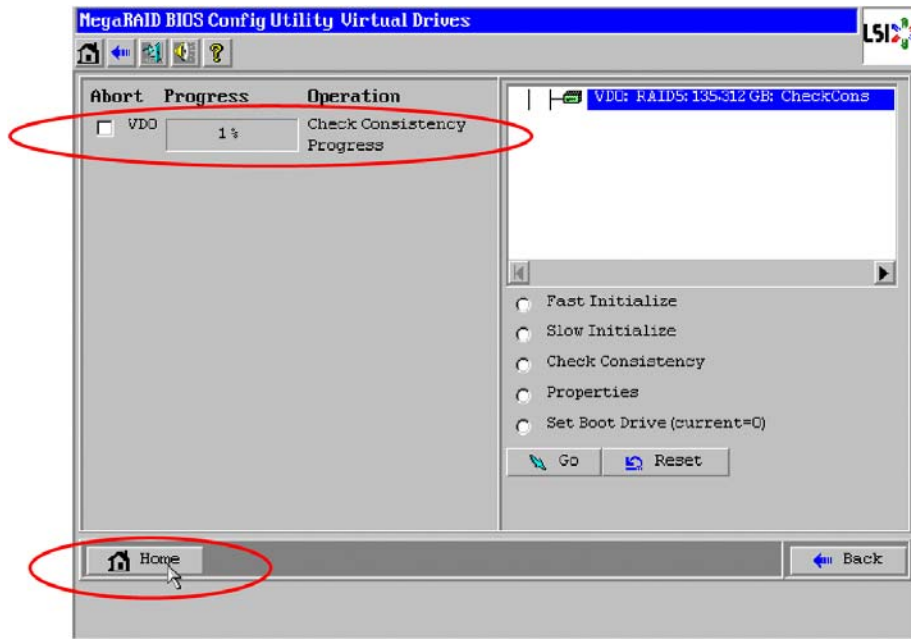 MegaRAID BIOS Config Utility Virtual Drives
LSI
Abort Progress Operation
VD0 1% Check Consistency
Progress
VD0: RAID5: 135.312 GB: CheckCons
Fast Initialize
Slow Initialize
Check Consistency
Properties
Set Boot Drive (current=0)
Go Reset
Home Back